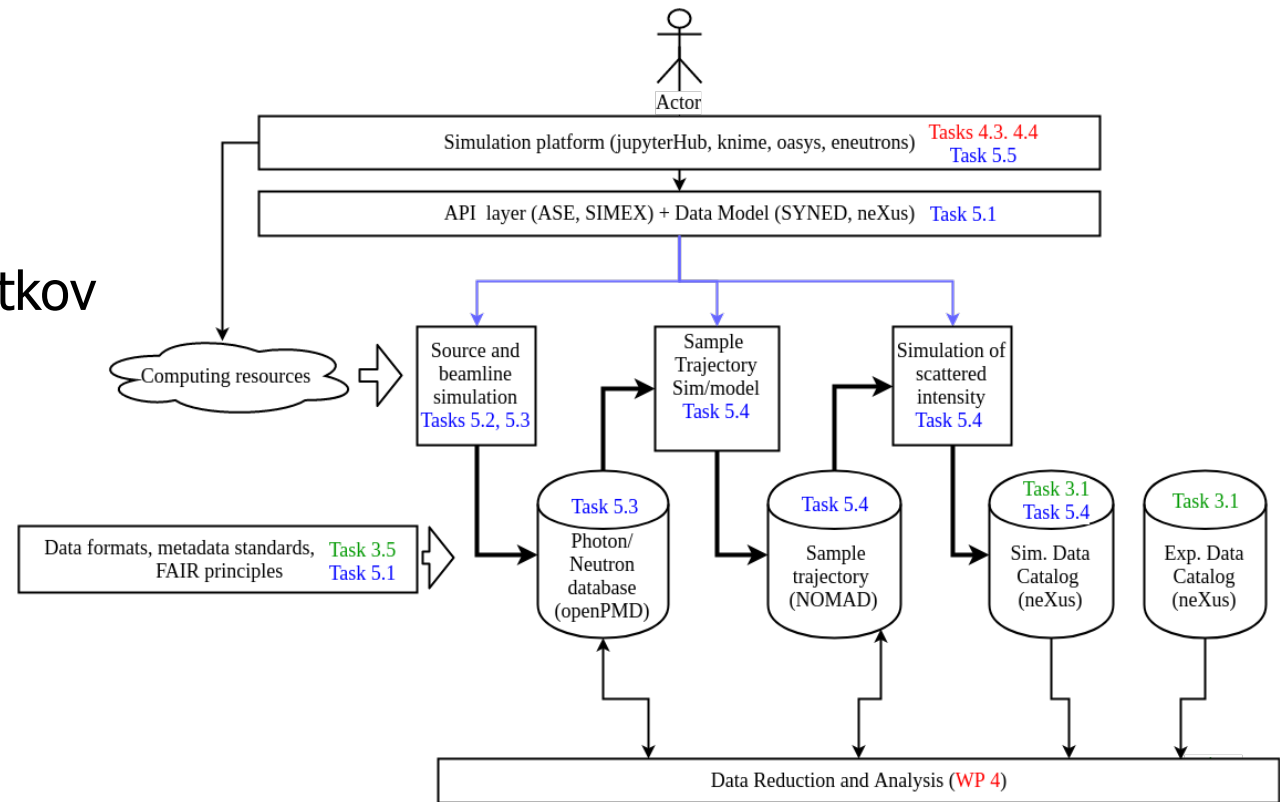 Actor
Simulation platform (jupyterHub, knime, oasys, eneutrons)
Tasks 4.3. 4.4
Task 5.5
API layer (ASE, SIMEX) + Data Model (SYNED, neXus)
Task 5.1
tkov
Computing resources
Source and
beamline
simulation
Tasks 5.2, 5.3
Sample
Trajectory
Sim/model
Task 5.4
Simulation of
scattered
intensity
Task 5.4
Data formats, metadata standards,
FAIR principles
Task 3.5
Task 5.1
Task 5.3
Photon/
Neutron
database
(openPMD)
Task 5.4
Sample
trajectory
(NOMAD)
Task 3.1
Task 5.4
Sim. Data
Catalog
(neXus)
Task 3.1
Exp. Data
Catalog
(neXus)
Data Reduction and Analysis (WP 4)